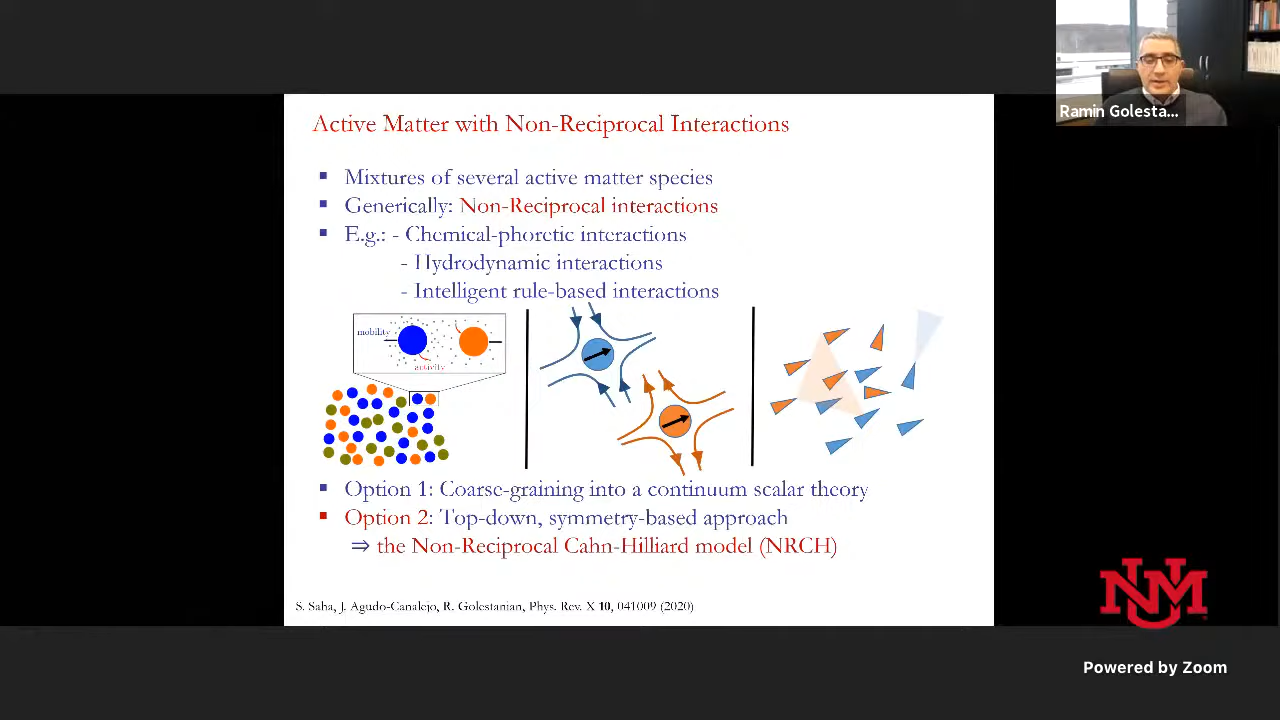 Ramin Golesta...
Active Matter with Non-Reciprocal Interactions
▪ Mixtures of several active matter species
▪ Generically: Non-Reciprocal interactions
▪ E.g.: - Chemical-phoretic interactions
- Hydrodynamic interactions
- Intelligent rule-based interactions
mobility
activity
▪ Option 1: Coarse-graining into a continuum scalar theory
▪ Option 2: Top-down, symmetry-based approach
⇒ the Non-Reciprocal Cahn-Hilliard model (NRCH)
S. Saha, J. Agudo-Canalejo, R. Golestanian, Phys. Rev. X 10, 041009 (2020)
UNM
Powered by Zoom